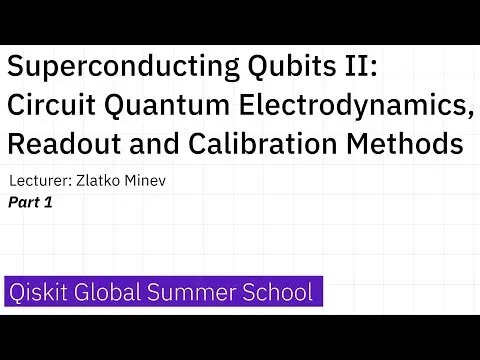 Superconducting Qubits II:
Circuit Quantum Electrodynamics,
Readout and Calibration Methods
Lecturer: Zlatko Minev
Part 1
Qiskit Global Summer School